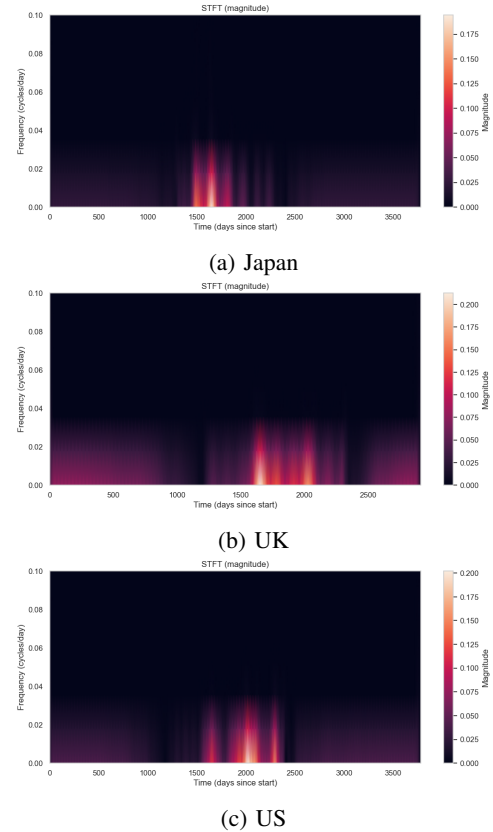 STFT (magnitude)
0.10
0.08
0.06
0.04
0.02
0.00
Frequency (cycles/day)
0 500 1000 1500 2000 2500 3000 3500
Time (days since start)
0.175
0.150
0.125
0.100
0.075
0.050
0.025
0.000
Magnitude
(a) Japan
STFT (magnitude)
0.10
0.08
0.06
0.04
0.02
0.00
Frequency (cycles/day)
0 500 1000 1500 2000 2500
Time (days since start)
0.200
0.175
0.150
0.125
0.100
0.075
0.050
0.025
0.000
Magnitude
(b) UK
STFT (magnitude)
0.10
0.08
0.06
0.04
0.02
0.00
Frequency (cycles/day)
0 500 1000 1500 2000 2500 3000 3500
Time (days since start)
0.200
0.175
0.150
0.125
0.100
0.075
0.050
0.025
0.000
Magnitude
(c) US